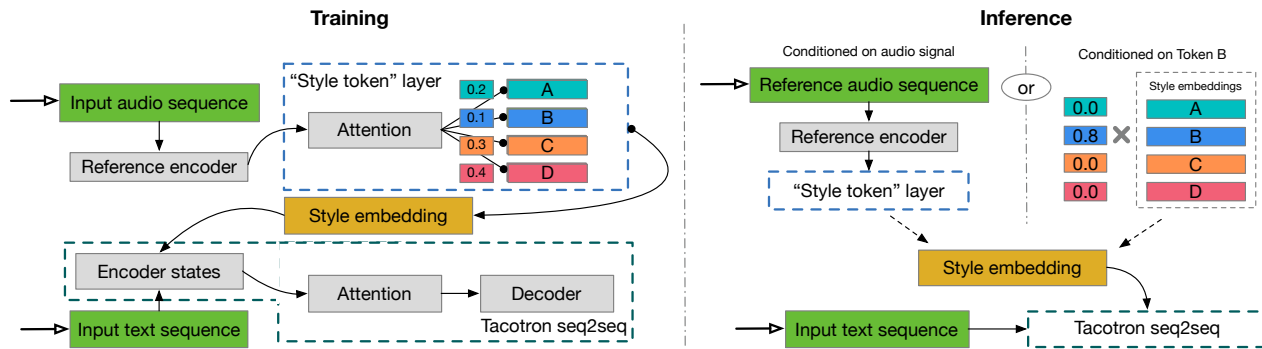 Training
Input audio sequence
Reference encoder
“Style token” layer
Attention
0.2 A
0.1 B
0.3 C
0.4 D
Style embedding
Encoder states
Attention
Decoder
Tacotron seq2seq
Input text sequence
Inference
Conditioned on audio signal
Reference audio sequence
Reference encoder
“Style token” layer
or
Conditioned on Token B
Style embeddings
0.0 A
0.8 B
0.0 C
0.0 D
Style embedding
Input text sequence
Tacotron seq2seq